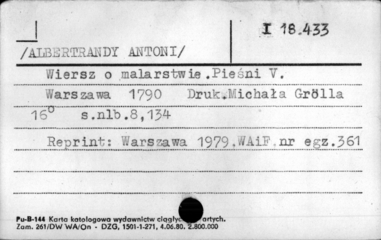 I 18.433
/ALBERTRANDY ANTONI/
Wiersz o malarstwie.Pieśni V.
Warszawa 1790 Druk.Michała Grölla
16° s.nlb.8,134
Reprint: Warszawa 1979.WAiF.nr egz.361
Pu-B-144 Karta katalogowa wydawnictw ciągłych artych.
Zam. 261/DW WA/On - DZG, 1501-1-271, 4.06.80. 2.800.000